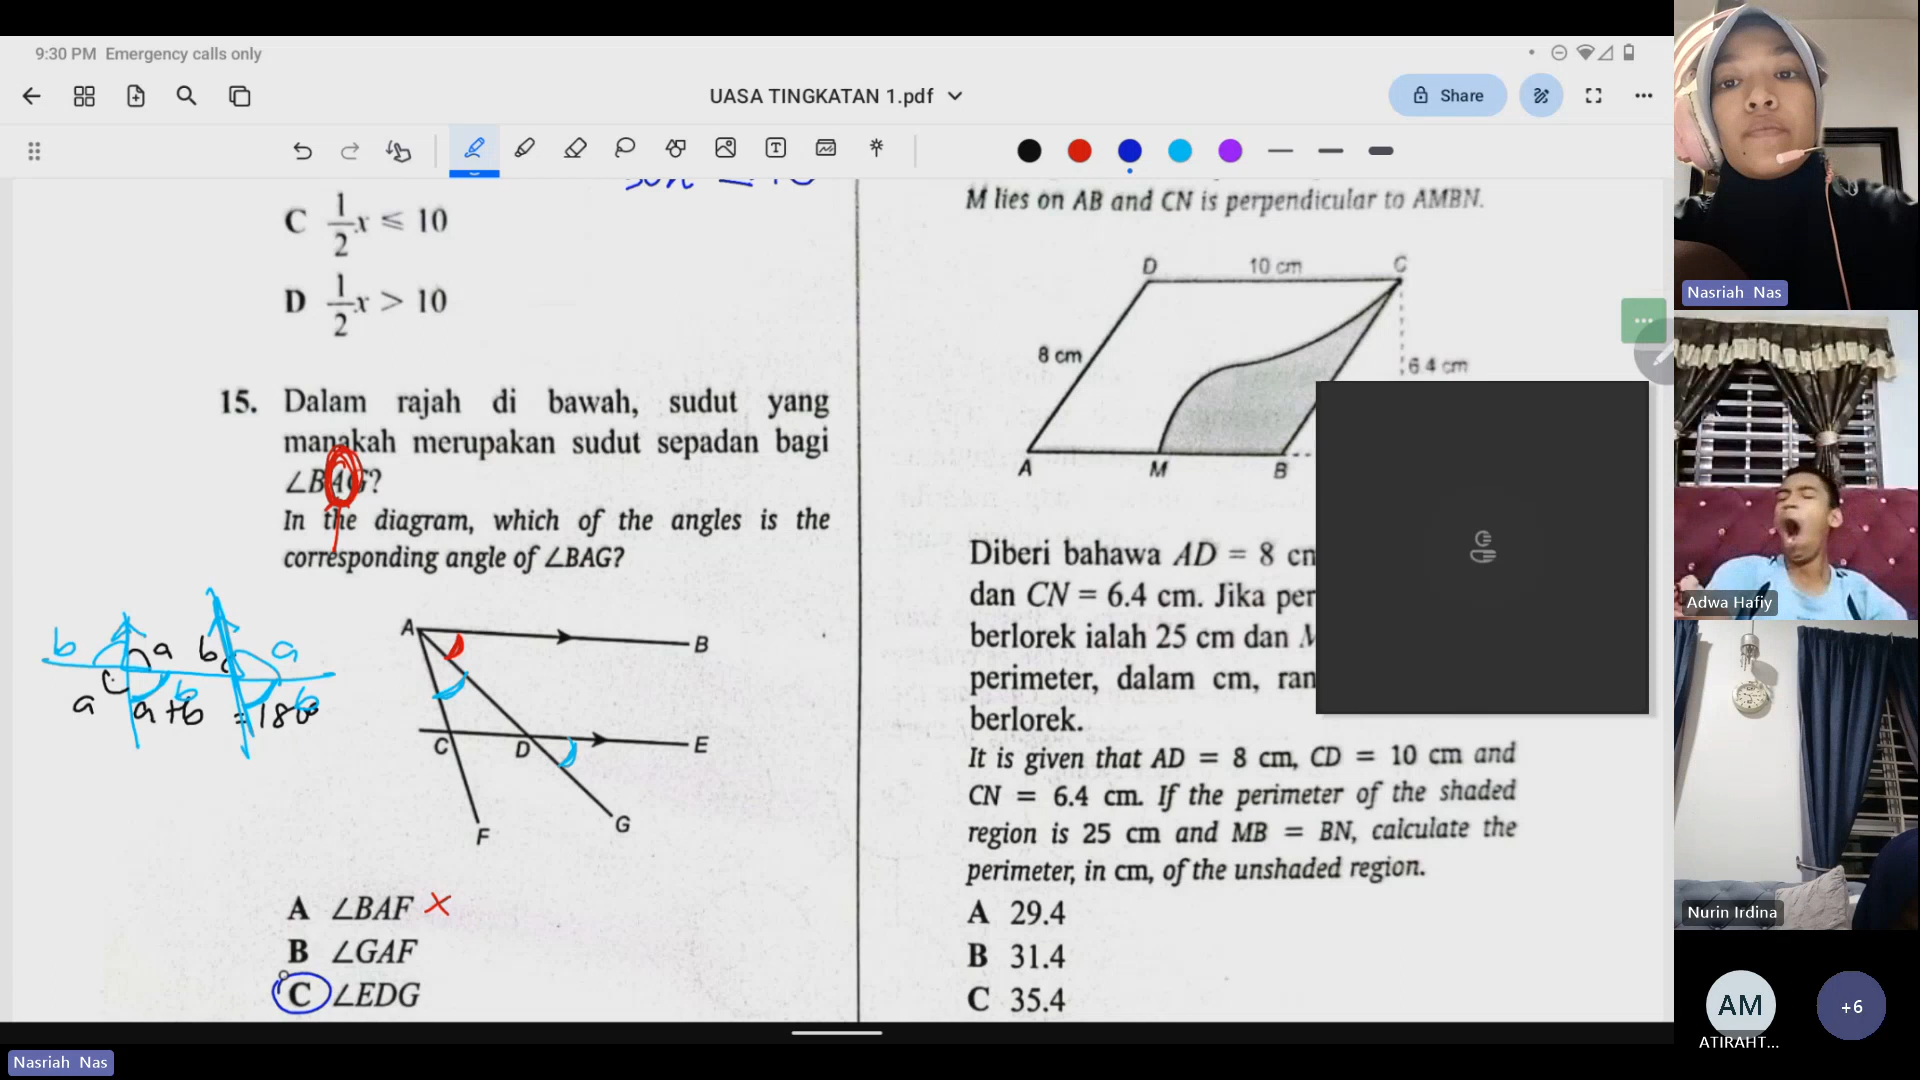 9:30 PM Emergency calls only
UASA TINGKATAN 1.pdf
Share
C 1/2 x ⩽ 10
D 1/2 x > 10
15. Dalam rajah di bawah, sudut yang
manakah merupakan sudut sepadan bagi
∠BAG?
In the diagram, which of the angles is the
corresponding angle of ∠BAG?
b a b a
a a+b b = 180 b
A B
C D E
F G
A ∠BAF ×
B ∠GAF
C ∠EDG
M lies on AB and CN is perpendicular to AMBN.
D 10 cm C
8 cm
6.4 cm
A M B
Diberi bahawa AD = 8 cm
dan CN = 6.4 cm. Jika per
berlorek ialah 25 cm dan M
perimeter, dalam cm, ran
berlorek.
It is given that AD = 8 cm, CD = 10 cm and
CN = 6.4 cm. If the perimeter of the shaded
region is 25 cm and MB = BN, calculate the
perimeter, in cm, of the unshaded region.
A 29.4
B 31.4
C 35.4
Nasriah Nas
Adwa Hafiy
Nurin Irdina
AM
ATIRAHT...
+6
Nasriah Nas